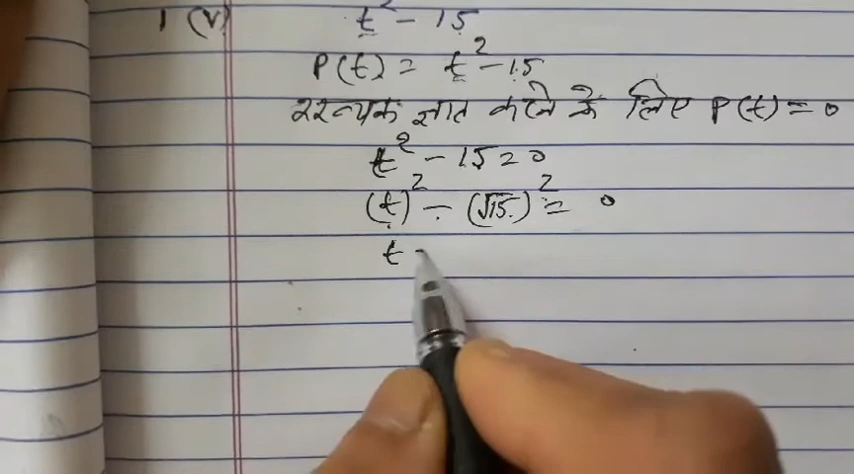 1 (v) t² - 15
P(t) = t² - 15
शून्यक ज्ञात करने के लिए P(t) = 0
t² - 15 = 0
(t)² - (√15)² = 0
t -